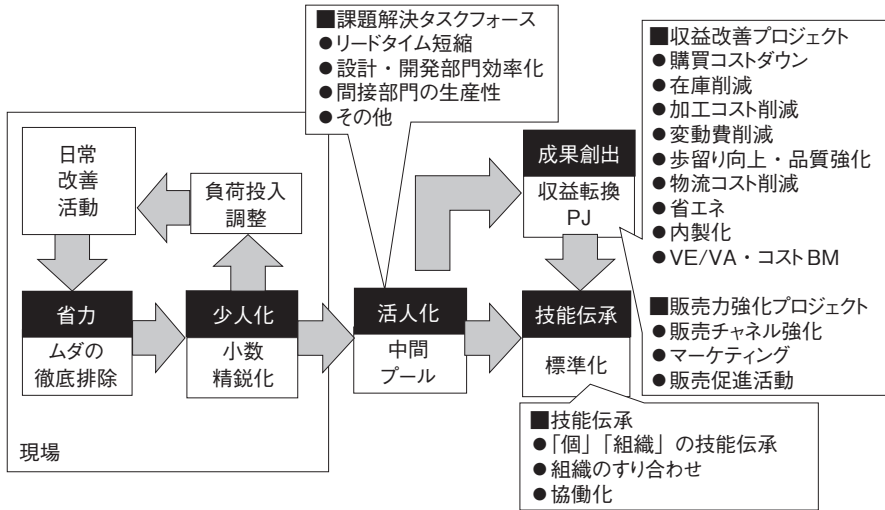 ■課題解決タスクフォース
●リードタイム短縮
●設計・開発部門効率化
●間接部門の生産性
●その他
■収益改善プロジェクト
●購買コストダウン
●在庫削減
●加工コスト削減
●変動費削減
●歩留り向上・品質強化
●物流コスト削減
●省エネ
●内製化
●VE/VA・コストBM
■販売力強化プロジェクト
●販売チャネル強化
●マーケティング
●販売促進活動
日常
改善
活動
負荷投入
調整
成果創出
収益転換
PJ
省力
ムダの
徹底排除
少人化
小数
精鋭化
活人化
中間
プール
技能伝承
標準化
現場
■技能伝承
●「個」「組織」の技能伝承
●組織のすり合わせ
●協働化